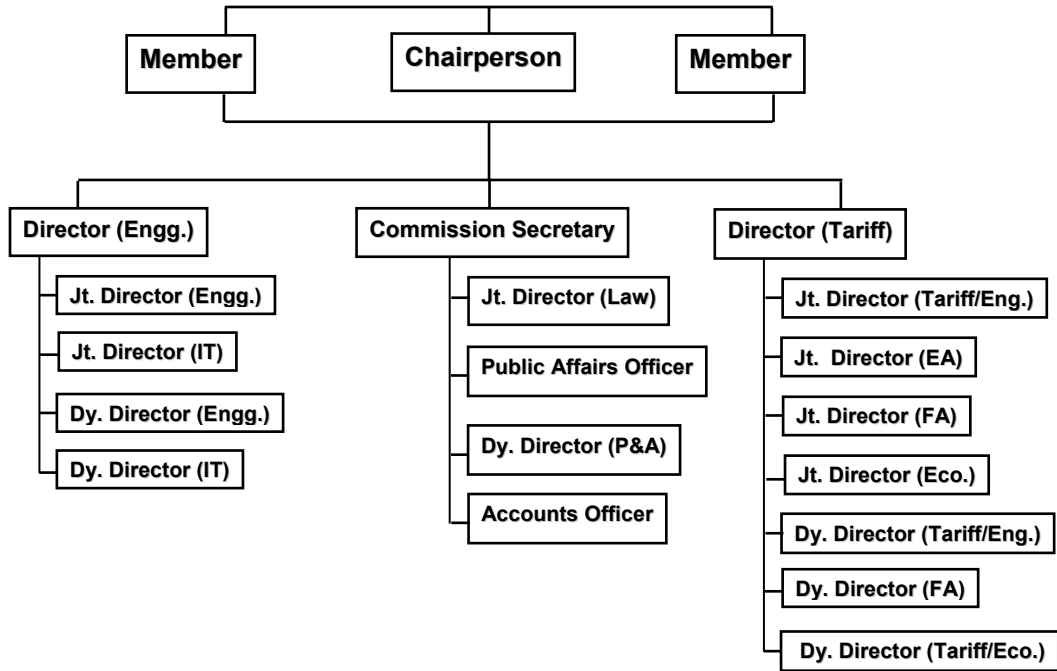 Member
Chairperson
Member
Director (Engg.)
Jt. Director (Engg.)
Jt. Director (IT)
Dy. Director (Engg.)
Dy. Director (IT)
Commission Secretary
Jt. Director (Law)
Public Affairs Officer
Dy. Director (P&A)
Accounts Officer
Director (Tariff)
Jt. Director (Tariff/Eng.)
Jt. Director (EA)
Jt. Director (FA)
Jt. Director (Eco.)
Dy. Director (Tariff/Eng.)
Dy. Director (FA)
Dy. Director (Tariff/Eco.)